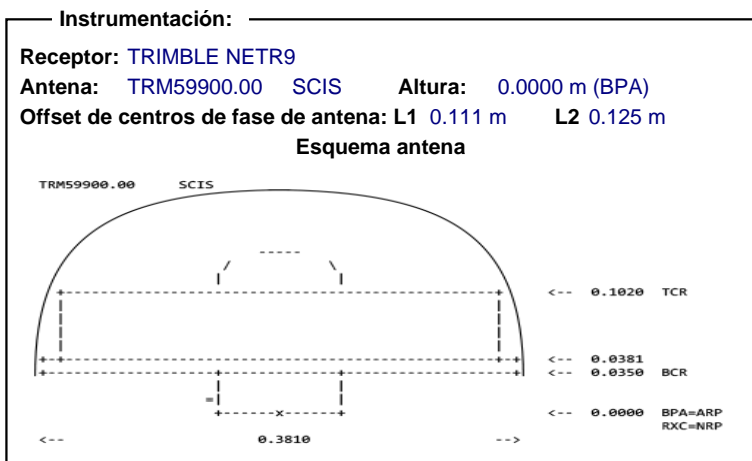 Instrumentación:
Receptor: TRIMBLE NETR9
Antena: TRM59900.00 SCIS Altura: 0.0000 m (BPA)
Offset de centros de fase de antena: L1 0.111 m L2 0.125 m
Esquema antena
TRM59900.00 SCIS
<-- 0.1020 TCR
<-- 0.0381
<-- 0.0350 BCR
<-- 0.0000 BPA=ARP
RXC=NRP
<-- 0.3810 -->